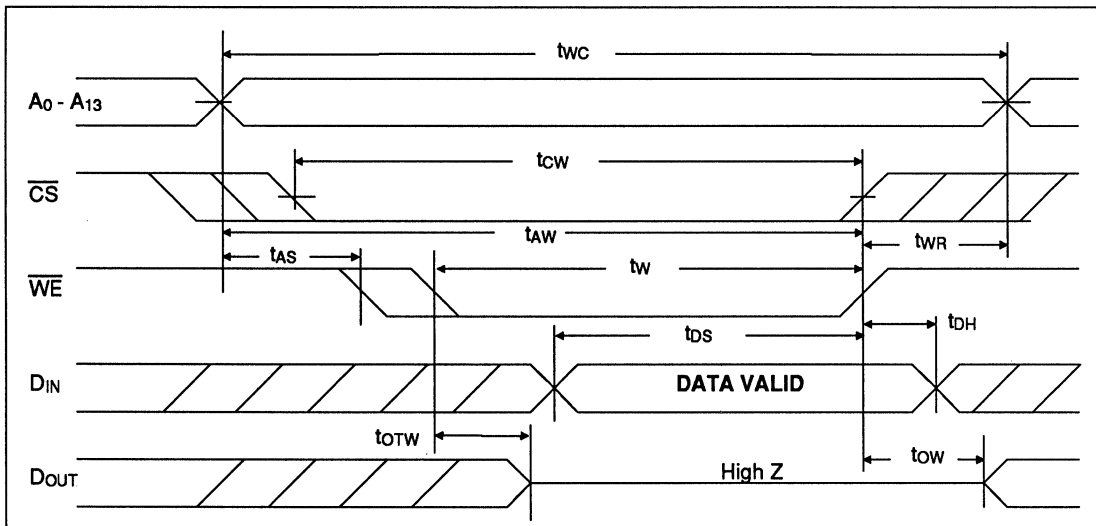 tWC
A0 - A13
tCW
CS
tAW
tWR
tAS
tW
WE
tDH
tDS
DIN
DATA VALID
tOTW
tOW
DOUT
High Z